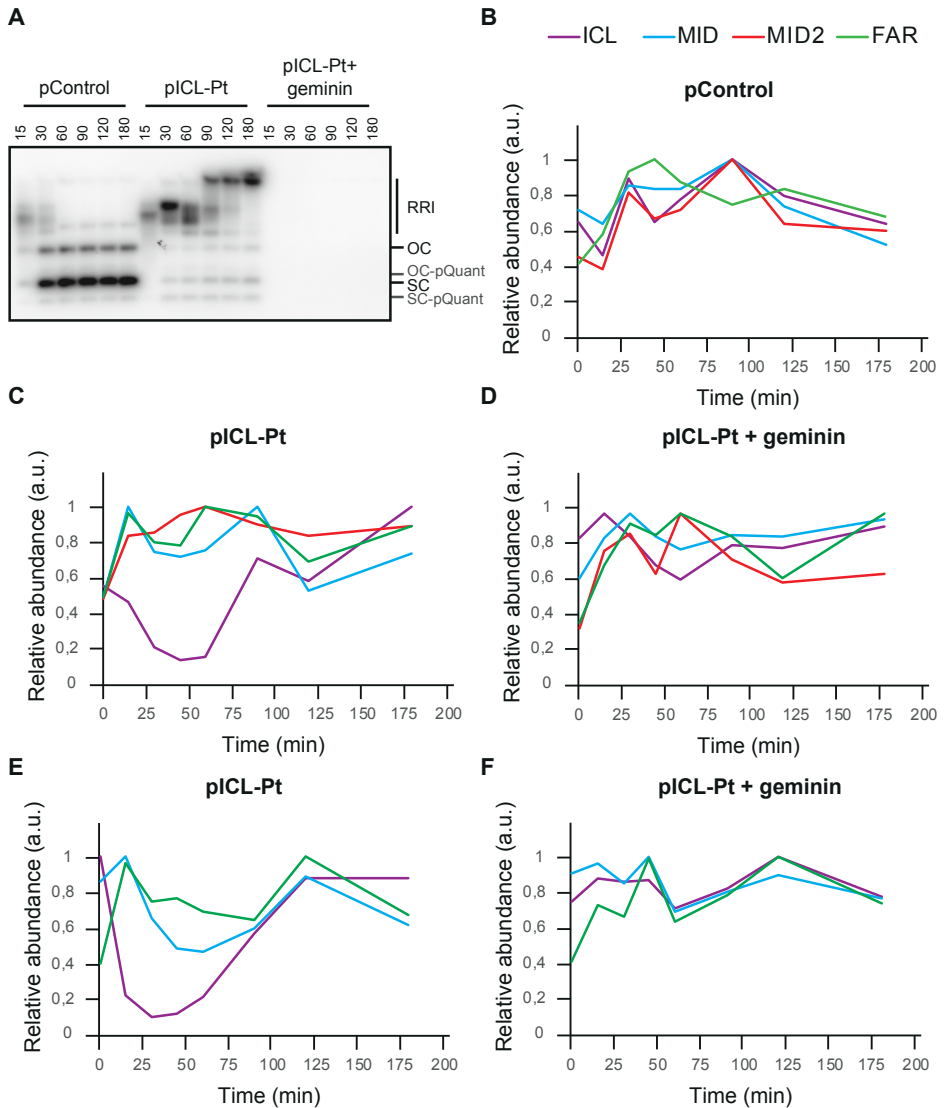 A
pControl
pICL-Pt
pICL-Pt+
geminin
15 30 60 90 120 180 15 30 60 90 120 180 15 30 60 90 120 180
RRI
OC
OC-pQuant
SC
SC-pQuant
B
ICL MID MID2 FAR
pControl
Relative abundance (a.u.)
1
0,8
0,6
0,4
0,2
0
0 25 50 75 100 125 150 175 200
Time (min)
C
pICL-Pt
Relative abundance (a.u.)
1
0,8
0,6
0,4
0,2
0
0 25 50 75 100 125 150 175 200
Time (min)
D
pICL-Pt + geminin
Relative abundance (a.u.)
1
0,8
0,6
0,4
0,2
0
0 25 50 75 100 125 150 175 200
Time (min)
E
pICL-Pt
Relative abundance (a.u.)
1
0,8
0,6
0,4
0,2
0
0 25 50 75 100 125 150 175 200
Time (min)
F
pICL-Pt + geminin
Relative abundance (a.u.)
1
0,8
0,6
0,4
0,2
0
0 25 50 75 100 125 150 175 200
Time (min)